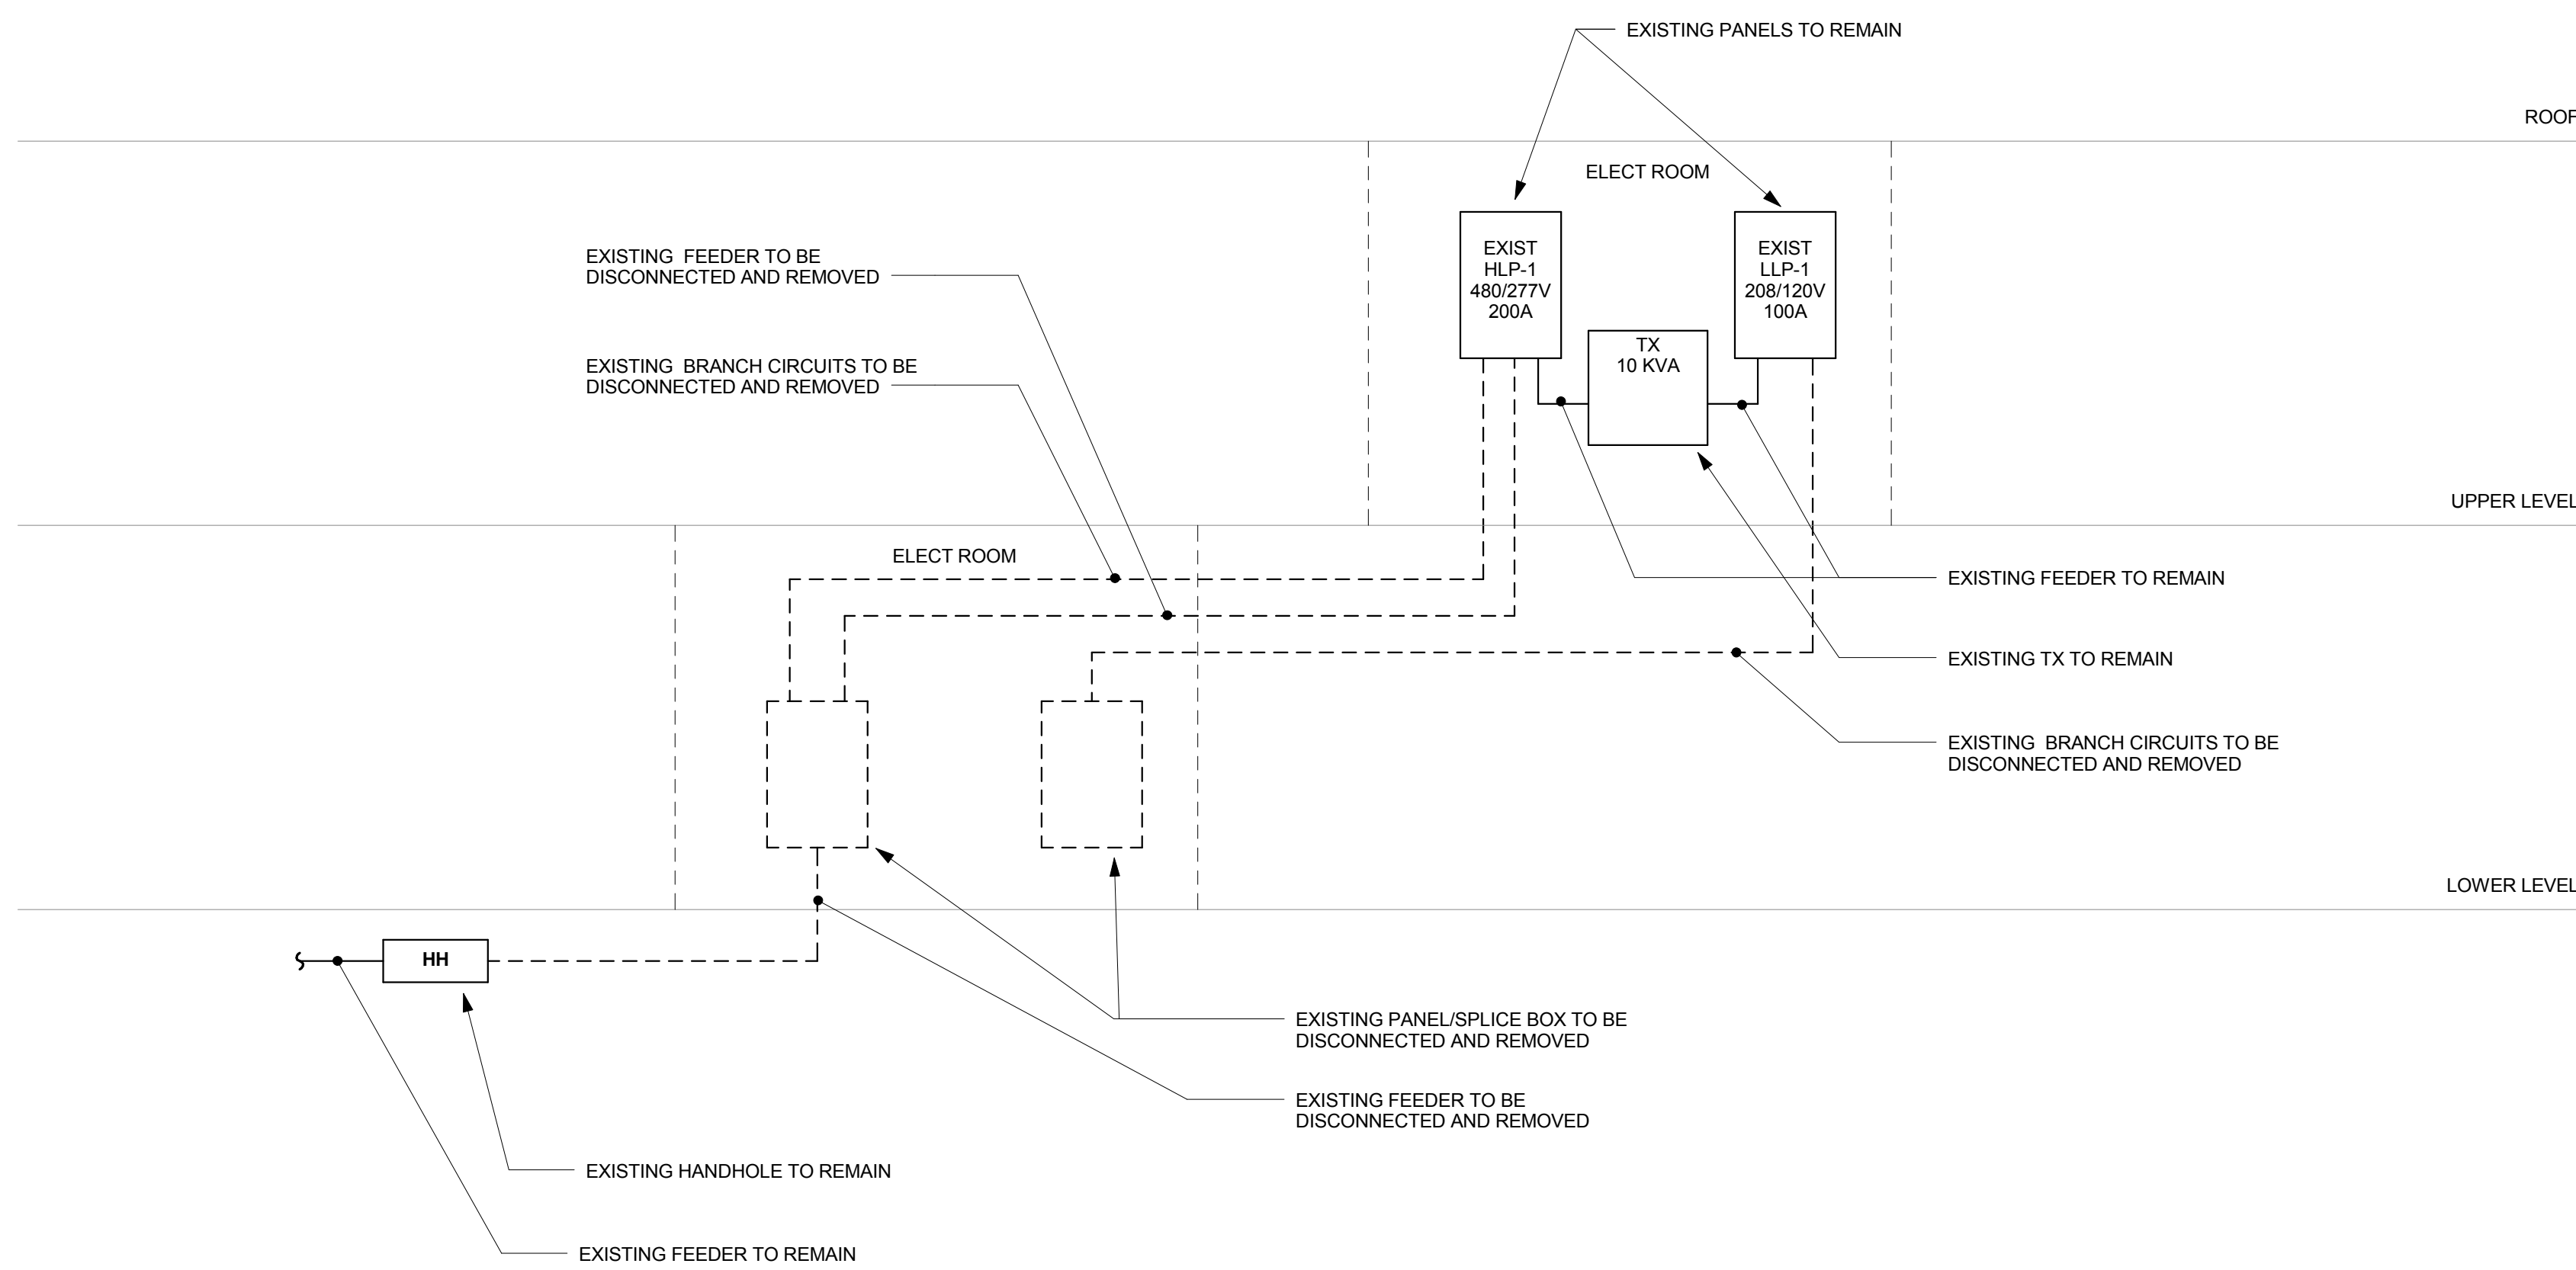 EXISTING PANELS TO REMAIN
ROOF
ELECT ROOM
EXISTING  FEEDER TO BE
DISCONNECTED AND REMOVED
EXIST
HLP-1
480/277V
200A
EXIST
LLP-1
208/120V
100A
TX
10 KVA
EXISTING  BRANCH CIRCUITS TO BE
DISCONNECTED AND REMOVED
UPPER LEVEL
ELECT ROOM
EXISTING FEEDER TO REMAIN
EXISTING TX TO REMAIN
EXISTING  BRANCH CIRCUITS TO BE
DISCONNECTED AND REMOVED
LOWER LEVEL
HH
EXISTING PANEL/SPLICE BOX TO BE
DISCONNECTED AND REMOVED
EXISTING FEEDER TO BE
DISCONNECTED AND REMOVED
EXISTING HANDHOLE TO REMAIN
EXISTING FEEDER TO REMAIN